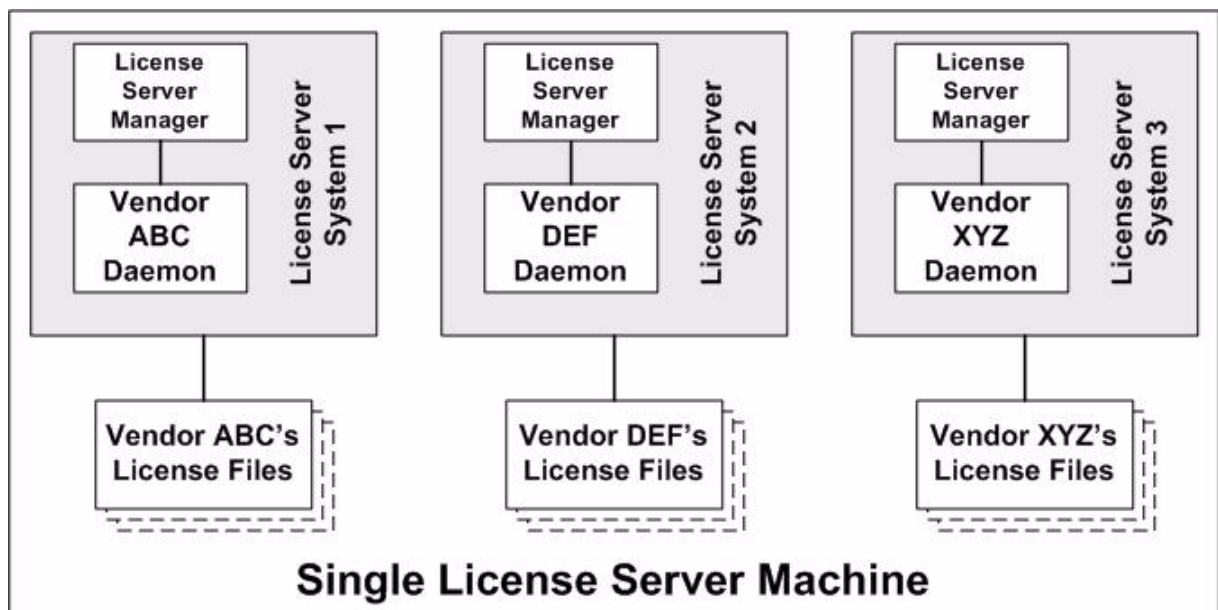 License
Server
Manager
Vendor
ABC
Daemon
License Server
System 1
Vendor ABC's
License Files
License
Server
Manager
Vendor
DEF
Daemon
License Server
System 2
Vendor DEF's
License Files
License
Server
Manager
Vendor
XYZ
Daemon
License Server
System 3
Vendor XYZ's
License Files
Single License Server Machine